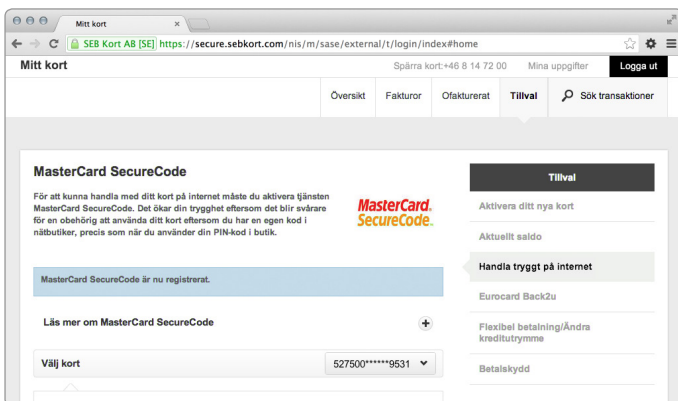 Mitt kort
SEB Kort AB [SE] https://secure.sebkort.com/nis/m/sase/external/t/login/index#home
Mitt kort
Spärra kort:+46 8 14 72 00 Mina uppgifter Logga ut
Översikt Fakturor Ofakturerat Tillval Sök transaktioner
MasterCard SecureCode
För att kunna handla med ditt kort på internet måste du aktivera tjänsten
MasterCard SecureCode. Det ökar din trygghet eftersom det blir svårare
för en obehörig att använda ditt kort eftersom du har en egen kod i
nätbutiker, precis som när du använder din PIN-kod i butik.
MasterCard.
SecureCode.
MasterCard SecureCode är nu registrerat.
Läs mer om MasterCard SecureCode
Välj kort
527500******9531
Tillval
Aktivera ditt nya kort
Aktuellt saldo
Handla tryggt på internet
Eurocard Back2u
Flexibel betalning/Ändra
kreditutrymme
Betalskydd